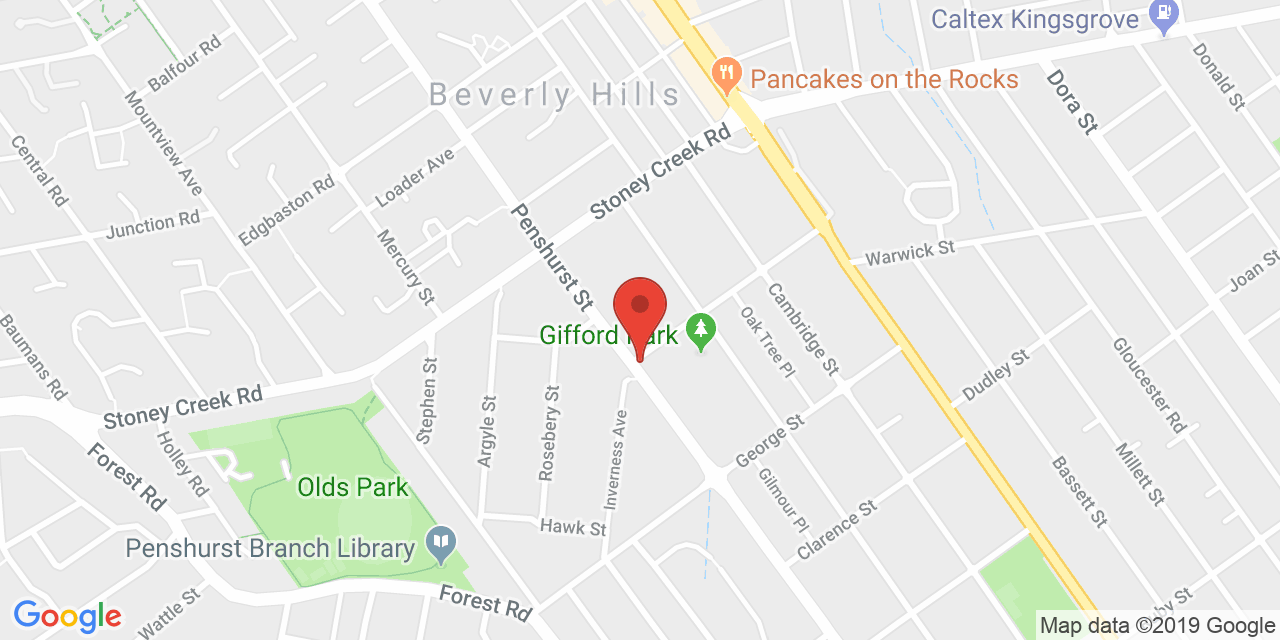 Caltex Kingsgrove
Balfour Rd
Donald St
Pancakes on the Rocks
Beverly Hills
Dora St
Mountview Ave
Stoney Creek Rd
Central Rd
Loader Ave
Edgbaston Rd
Junction Rd
Penshurst St
Warwick St
Joan St
Mercury St
Cambridge St
Oak Tree Pl
Gifford Park
Baumans Rd
Gloucester Rd
Dudley St
Stephen St
Stoney Creek Rd
Argyle St
Rosebery St
Inverness Ave
George St
Holley Rd
Forest Rd
Olds Park
Gilmour Pl
Millett St
Bassett St
Clarence St
Hawk St
Penshurst Branch Library
Forest Rd
Wattle St
by St
Google
Map data ©2019 Google